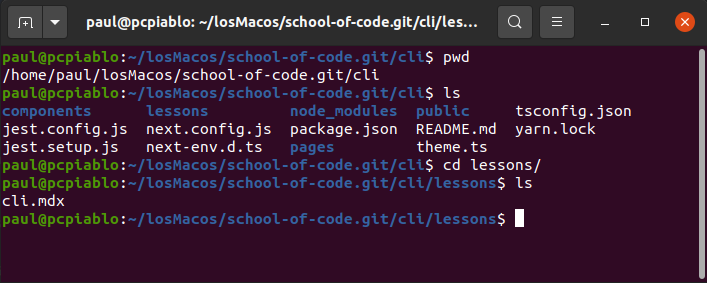 paul@pcpiablo: ~/losMacos/school-of-code.git/cli/les...
paul@pcpiablo:~/losMacos/school-of-code.git/cli$ pwd
/home/paul/losMacos/school-of-code.git/cli
paul@pcpiablo:~/losMacos/school-of-code.git/cli$ ls
components lessons node_modules public tsconfig.json
jest.config.js next.config.js package.json README.md yarn.lock
jest.setup.js next-env.d.ts pages theme.ts
paul@pcpiablo:~/losMacos/school-of-code.git/cli$ cd lessons/
paul@pcpiablo:~/losMacos/school-of-code.git/cli/lessons$ ls
cli.mdx
paul@pcpiablo:~/losMacos/school-of-code.git/cli/lessons$